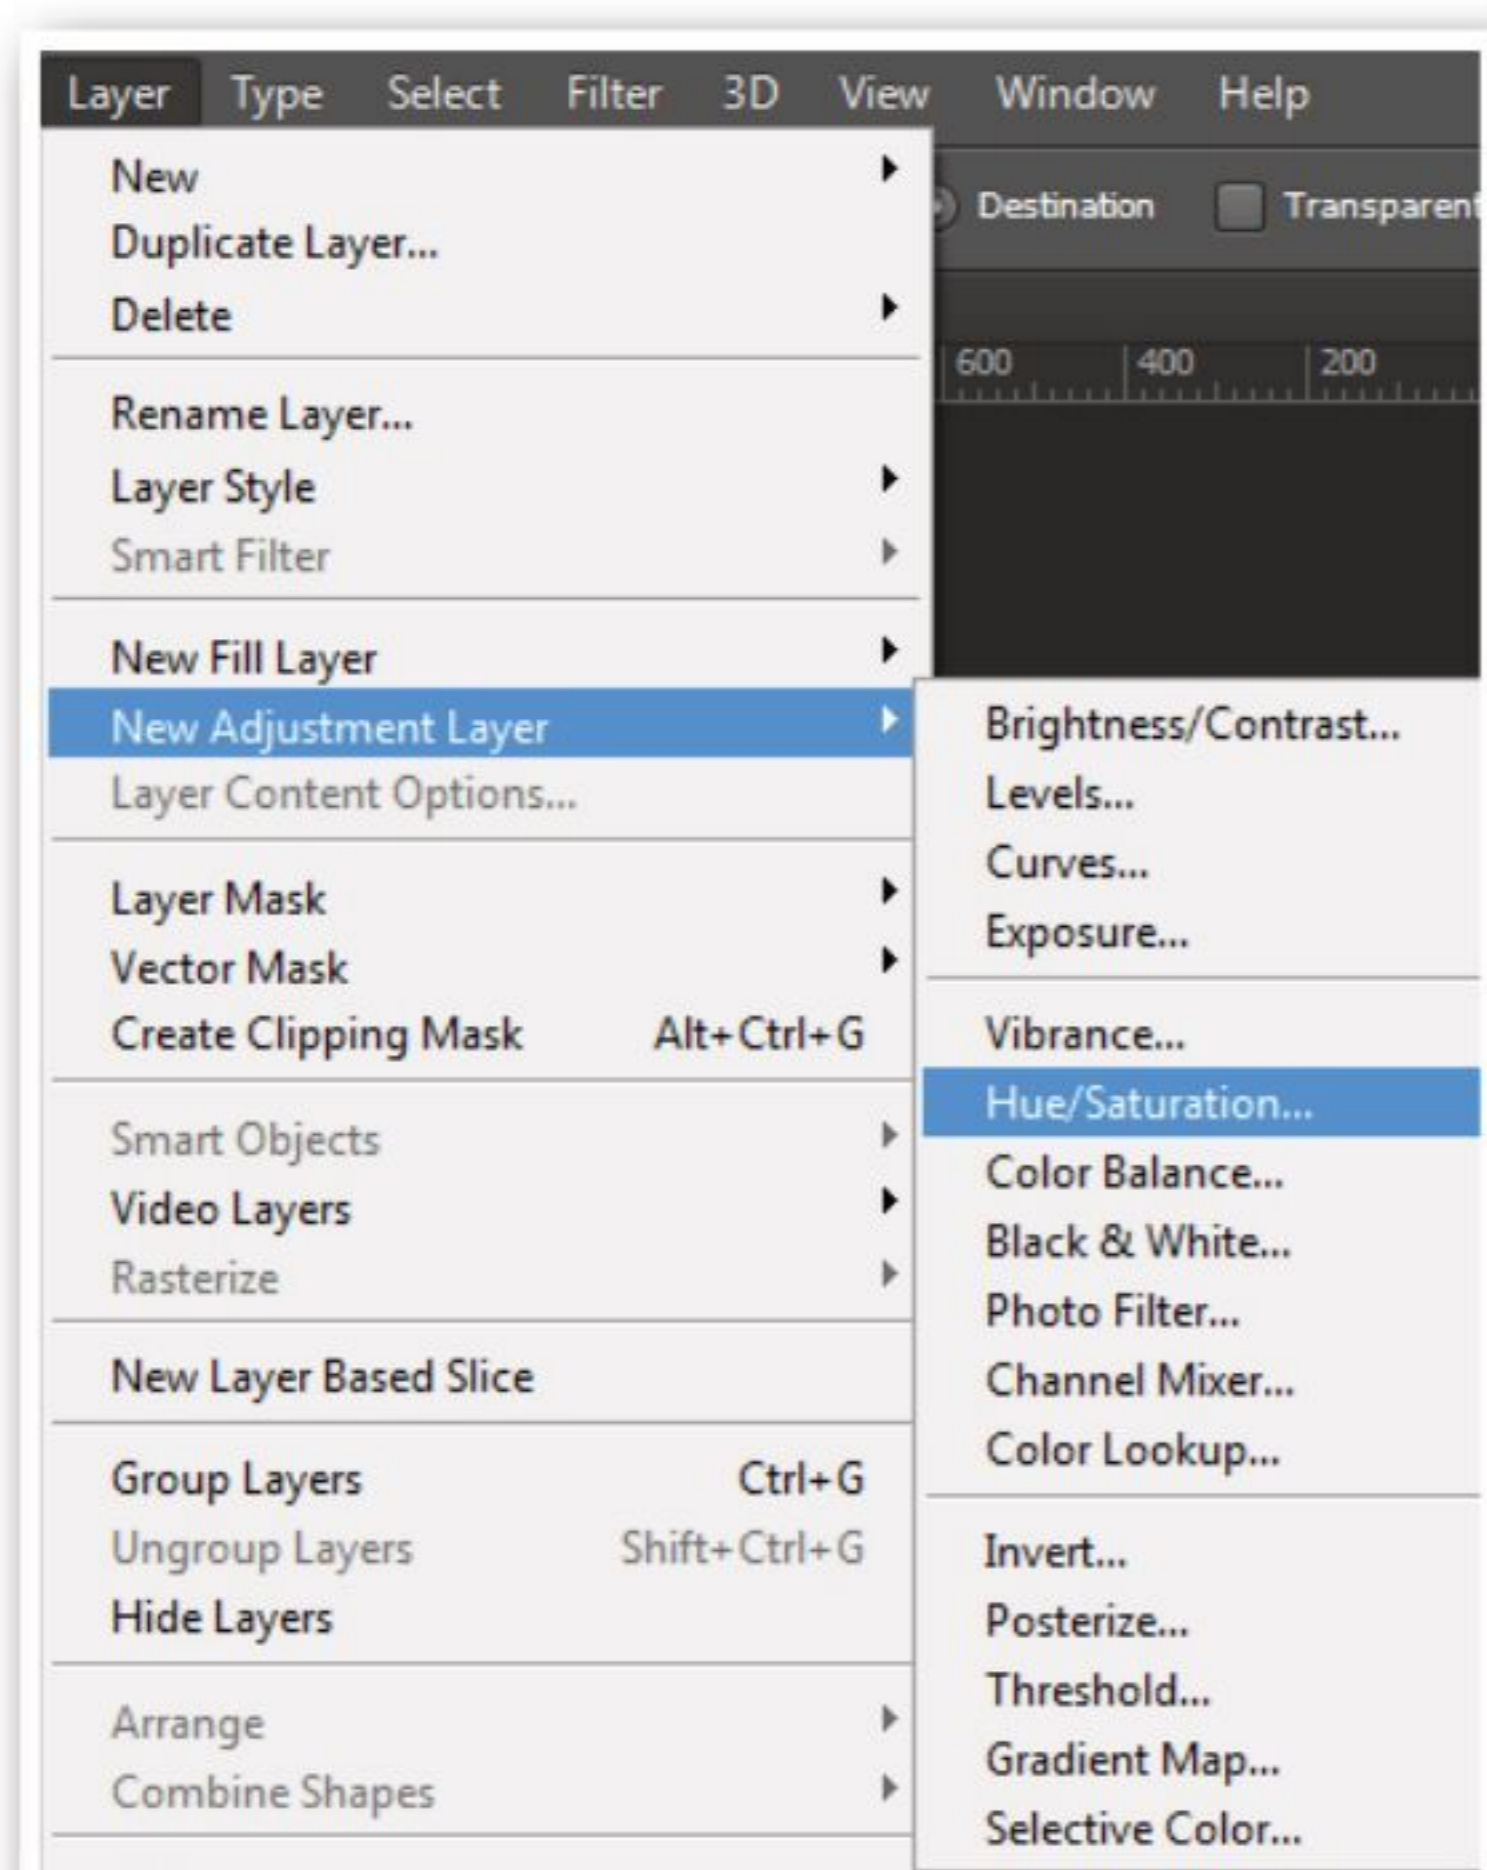 Layer Type Select Filter 3D View Window Help
Destination Transparent
600 400 200
New
Duplicate Layer...
Delete
Rename Layer...
Layer Style
Smart Filter
New Fill Layer
New Adjustment Layer
Layer Content Options...
Layer Mask
Vector Mask
Create Clipping Mask Alt+Ctrl+G
Smart Objects
Video Layers
Rasterize
New Layer Based Slice
Group Layers Ctrl+G
Ungroup Layers Shift+Ctrl+G
Hide Layers
Arrange
Combine Shapes
Brightness/Contrast...
Levels...
Curves...
Exposure...
Vibrance...
Hue/Saturation...
Color Balance...
Black & White...
Photo Filter...
Channel Mixer...
Color Lookup...
Invert...
Posterize...
Threshold...
Gradient Map...
Selective Color...